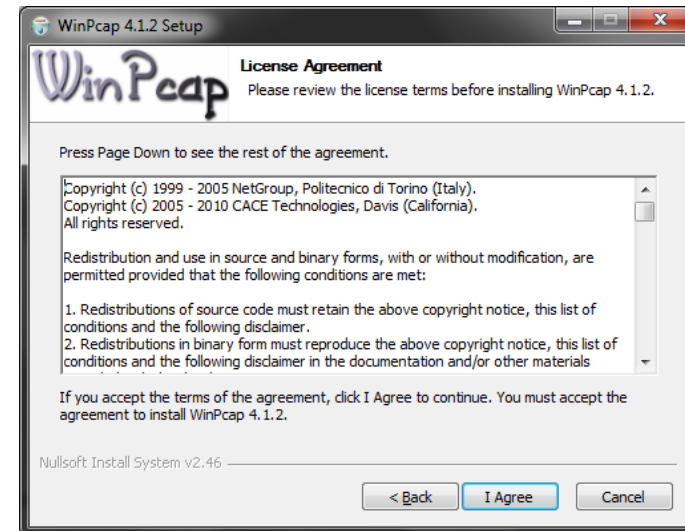 WinPcap 4.1.2 Setup
WinPcap
License Agreement
Please review the license terms before installing WinPcap 4.1.2.
Press Page Down to see the rest of the agreement.
Copyright (c) 1999 - 2005 NetGroup, Politecnico di Torino (Italy).
Copyright (c) 2005 - 2010 CACE Technologies, Davis (California).
All rights reserved.
Redistribution and use in source and binary forms, with or without modification, are
permitted provided that the following conditions are met:
1. Redistributions of source code must retain the above copyright notice, this list of
conditions and the following disclaimer.
2. Redistributions in binary form must reproduce the above copyright notice, this list of
conditions and the following disclaimer in the documentation and/or other materials
If you accept the terms of the agreement, click I Agree to continue. You must accept the
agreement to install WinPcap 4.1.2.
Nullsoft Install System v2.46
< Back
I Agree
Cancel